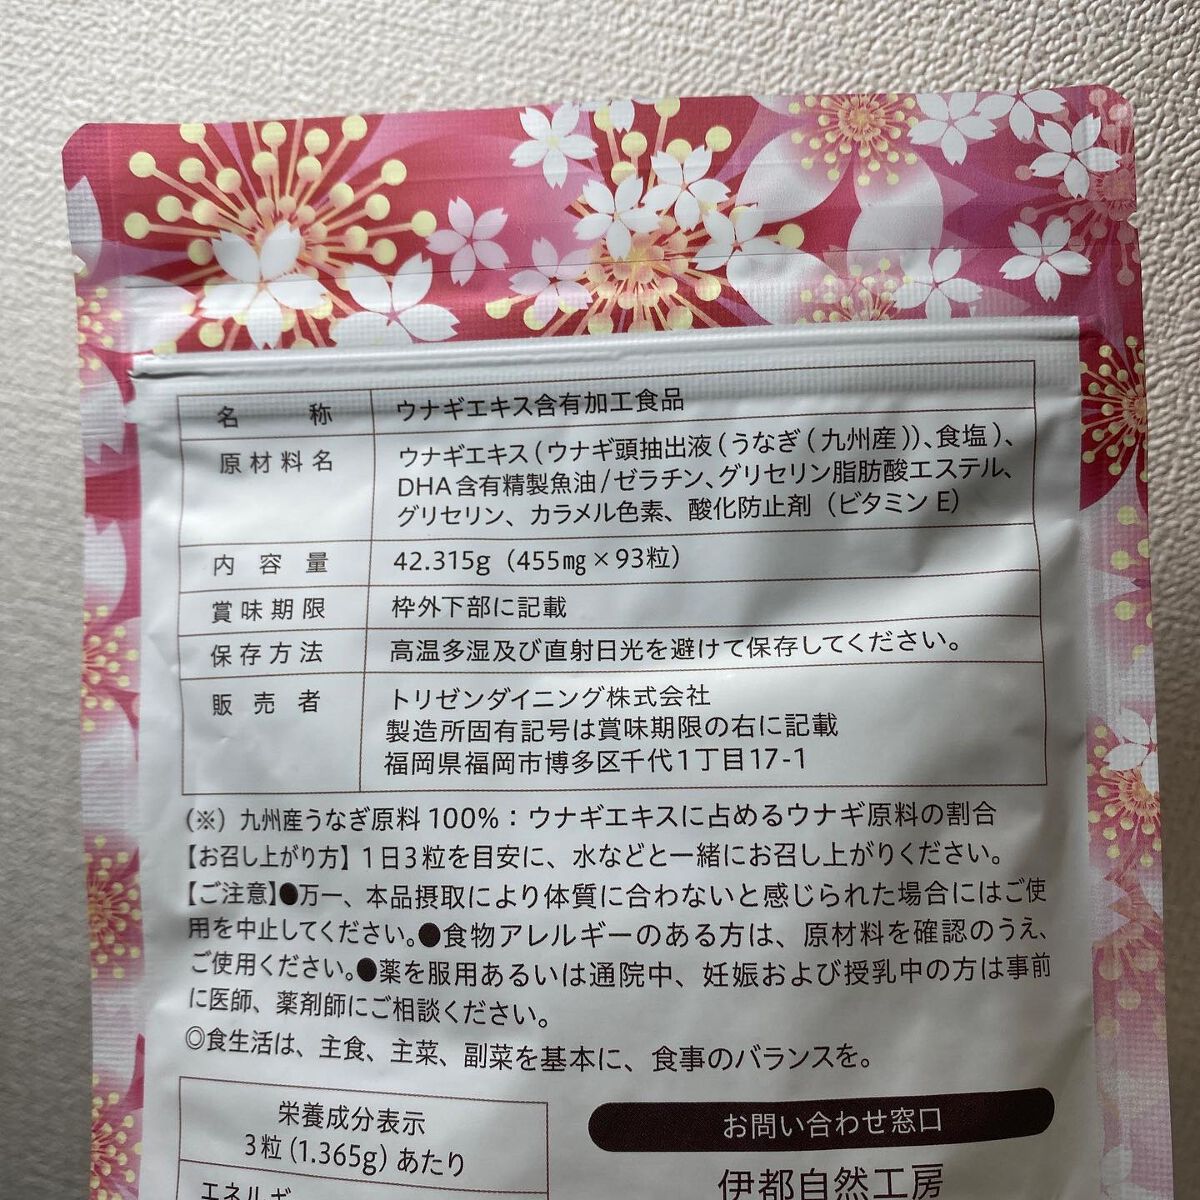 名称 ウナギエキス含有加工食品
原材料名 ウナギエキス(ウナギ頭抽出液(うなぎ(九州産))、食塩)、
DHA含有精製魚油/ゼラチン、グリセリン脂肪酸エステル、
グリセリン、カラメル色素、酸化防止剤(ビタミンE)
内容量 42.315g(455㎎×93粒)
賞味期限 枠外下部に記載
保存方法 高温多湿及び直射日光を避けて保存してください。
販売者 トリゼンダイニング株式会社
製造所固有記号は賞味期限の右に記載
福岡県福岡市博多区千代1丁目17-1
(※)九州産うなぎ原料100%:ウナギエキスに占めるウナギ原料の割合
【お召し上がり方】1日3粒を目安に、水などと一緒にお召し上がりください。
【ご注意】●万一、本品摂取により体質に合わないと感じられた場合にはご使
用を中止してください。●食物アレルギーのある方は、原材料を確認のうえ、
ご使用ください。●薬を服用あるいは通院中、妊娠および授乳中の方は事前
に医師、薬剤師にご相談ください。
◎食生活は、主食、主菜、副菜を基本に、食事のバランスを。
栄養成分表示
3粒(1.365g)あたり
エネルギー
お問い合わせ窓口
伊都自然工房